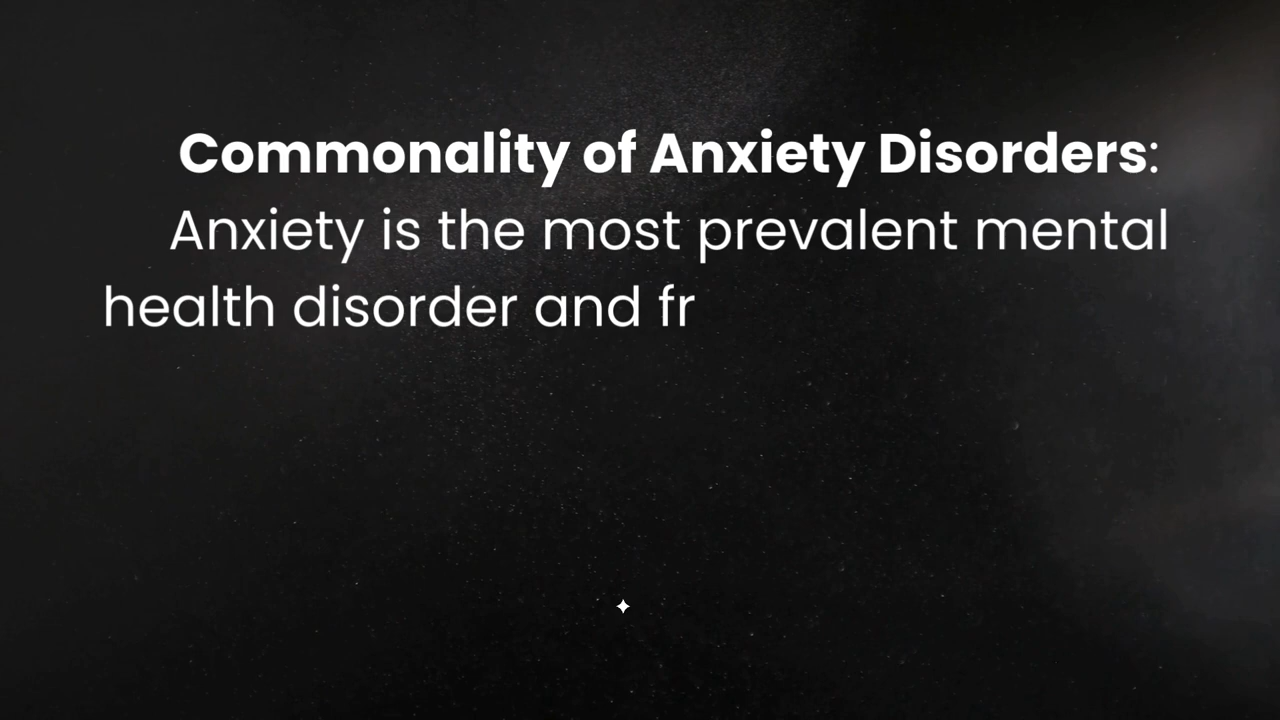 Commonality of Anxiety Disorders:
Anxiety is the most prevalent mental
health disorder and fr